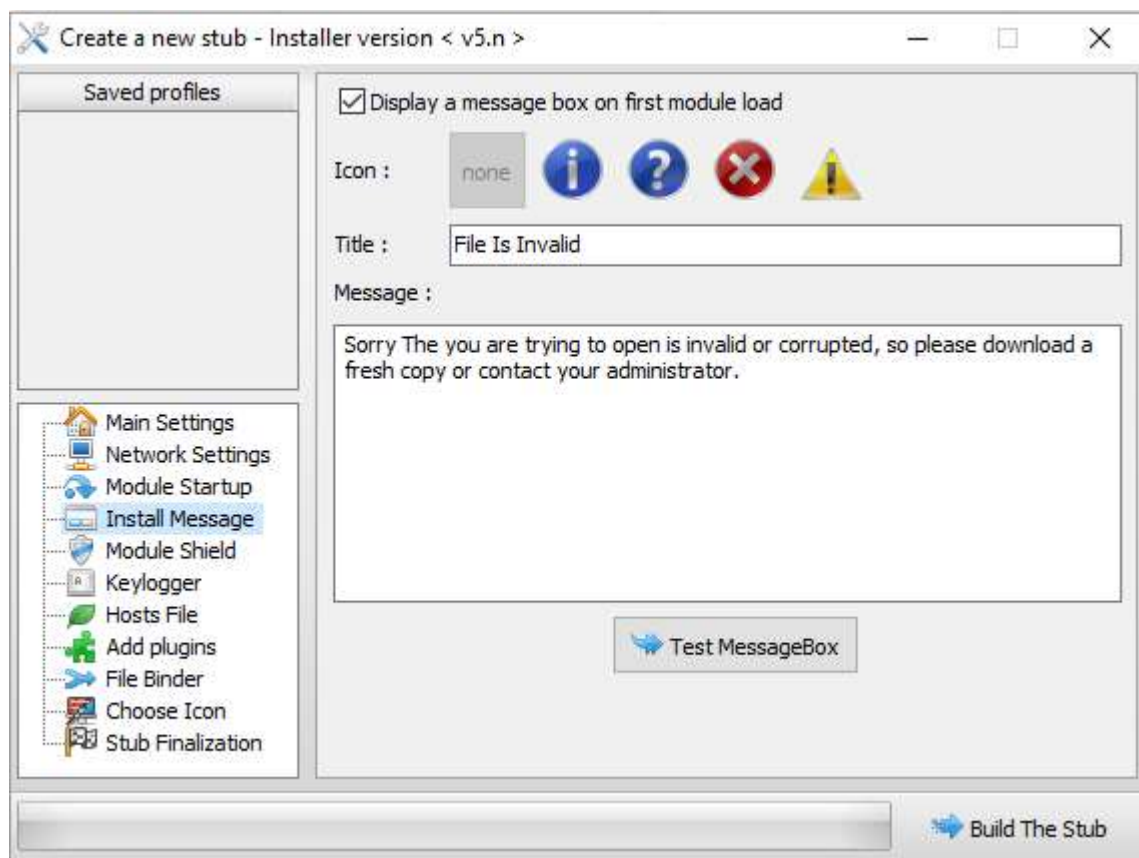 Create a new stub - Installer version < v5.n >
Saved profiles
Display a message box on first module load
Icon :
none
Title :
File Is Invalid
Message :
Sorry The you are trying to open is invalid or corrupted, so please download a
fresh copy or contact your administrator.
Test MessageBox
Main Settings
Network Settings
Module Startup
Install Message
Module Shield
Keylogger
Hosts File
Add plugins
File Binder
Choose Icon
Stub Finalization
Build The Stub